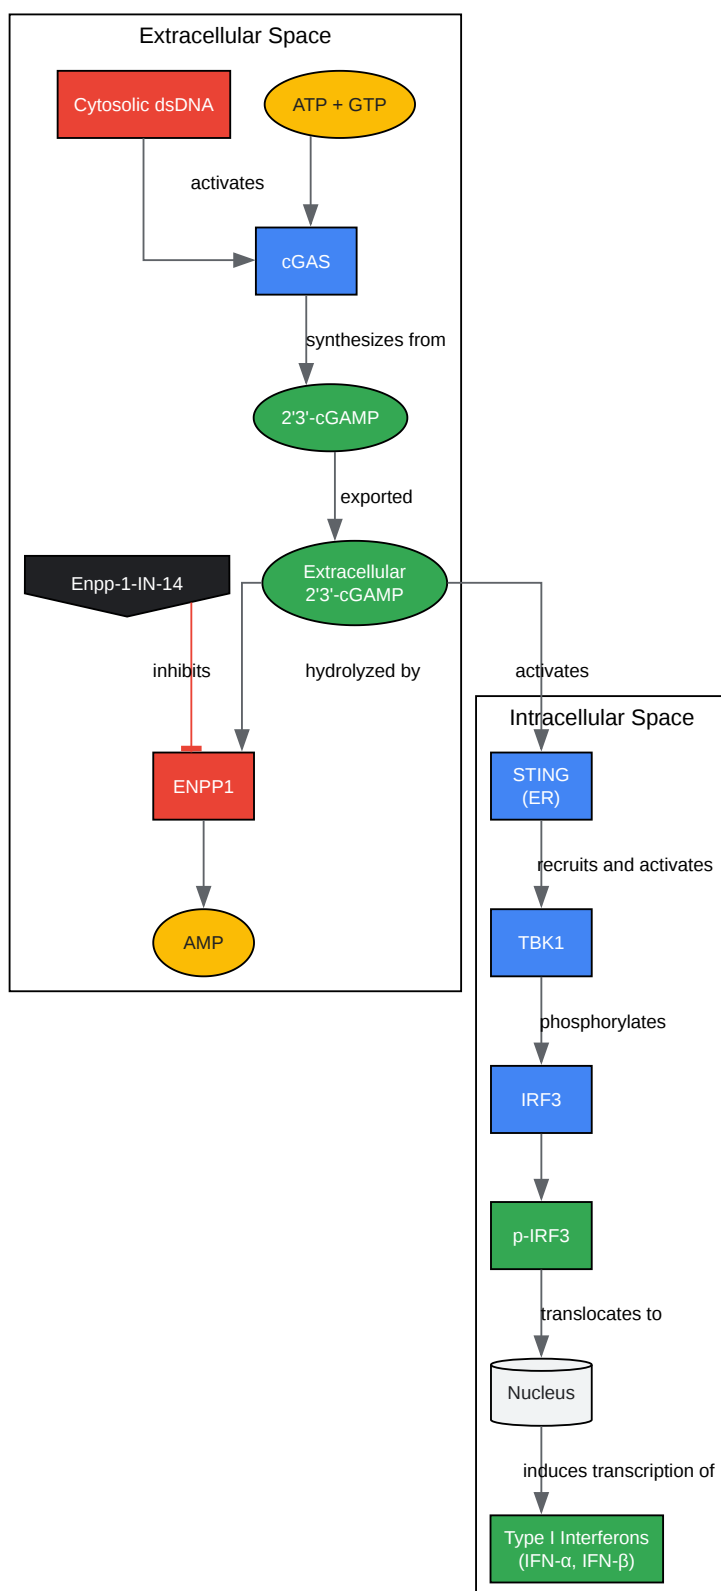 Extracellular Space
Cytosolic dsDNA
ATP + GTP
activates
cGAS
synthesizes from
2'3'-cGAMP
exported
Enpp-1-IN-14
Extracellular
2'3'-cGAMP
inhibits
hydrolyzed by
activates
Intracellular Space
ENPP1
STING
(ER)
recruits and activates
AMP
TBK1
phosphorylates
IRF3
p-IRF3
translocates to
Nucleus
induces transcription of
Type I Interferons
(IFN-α, IFN-β)